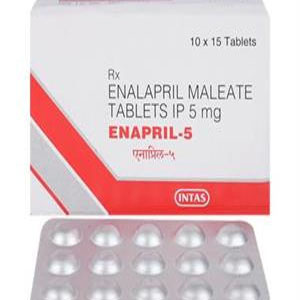 10 x 15 Tablets
Rx
ENALAPRIL MALEATE
TABLETS IP 5 mg
ENAPRIL-5
एनाप्रिल-५
INTAS